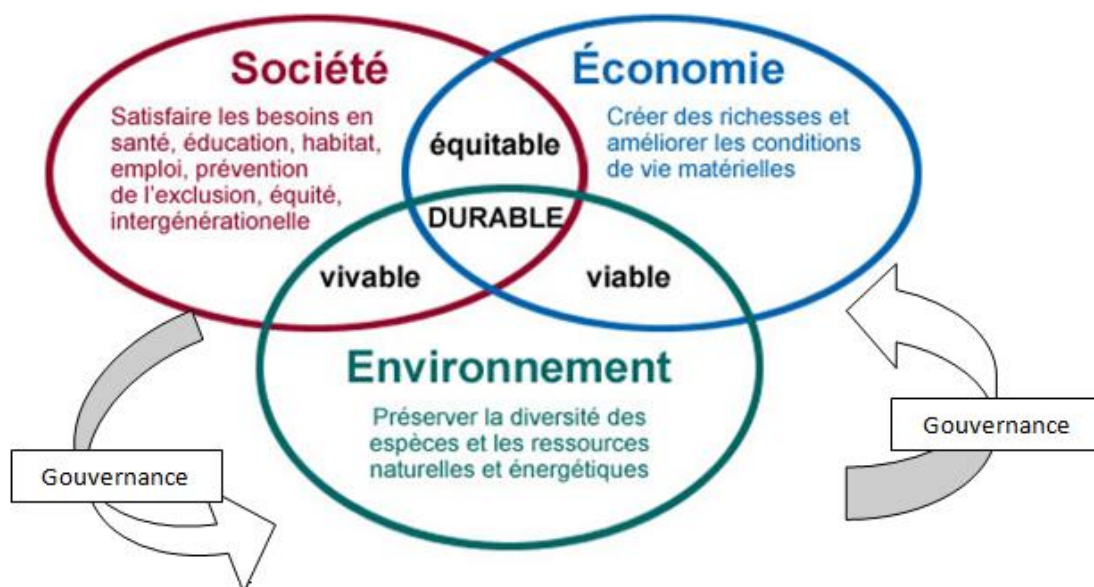 Société
Satisfaire les besoins en
santé, éducation, habitat,
emploi, prévention
de l'exclusion, équité,
intergénérationelle
Économie
Créer des richesses et
améliorer les conditions
de vie matérielles
équitable
DURABLE
vivable
viable
Environnement
Préserver la diversité des
espèces et les ressources
naturelles et énergétiques
Gouvernance
Gouvernance